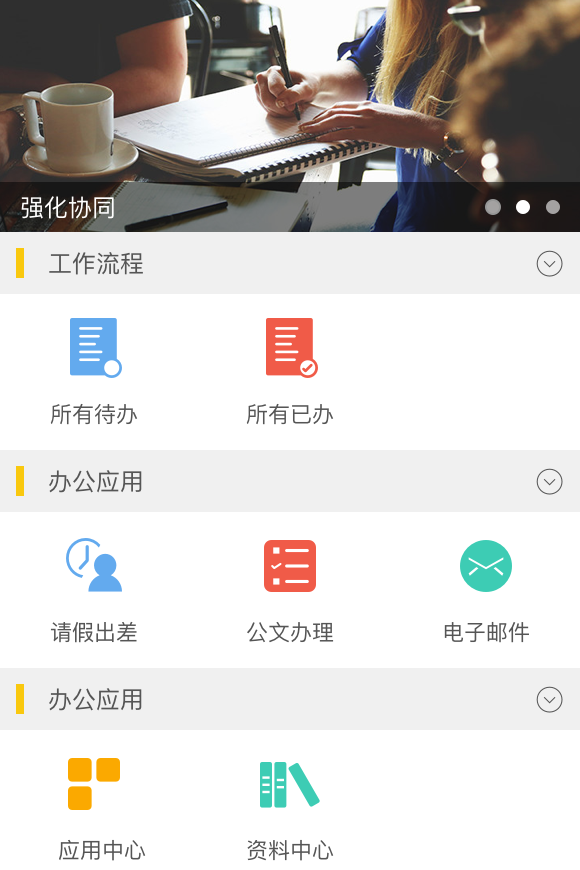 强化协同
工作流程
所有待办
所有已办
办公应用
请假出差
公文办理
电子邮件
办公应用
应用中心
资料中心